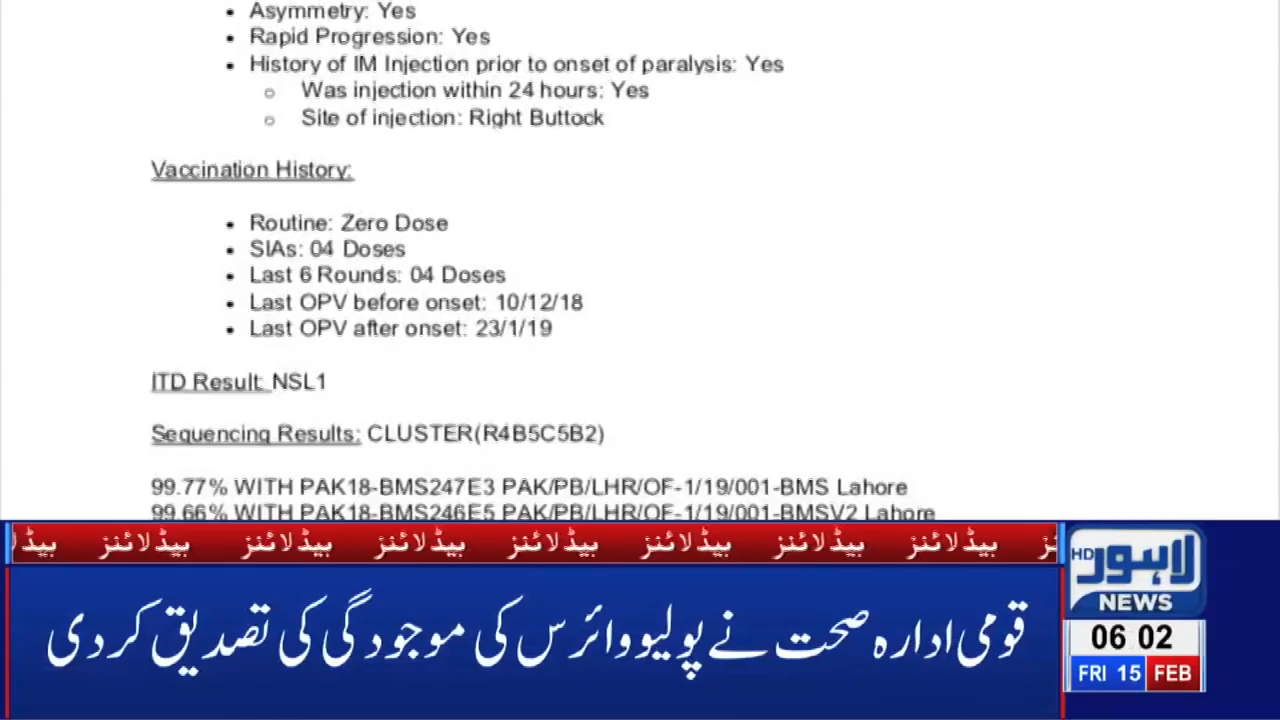 Asymmetry: Yes
Rapid Progression: Yes
History of IM Injection prior to onset of paralysis: Yes
Was injection within 24 hours: Yes
Site of injection: Right Buttock
Vaccination History:
Routine: Zero Dose
SIAs: 04 Doses
Last 6 Rounds: 04 Doses
Last OPV before onset: 10/12/18
Last OPV after onset: 23/1/19
ITD Result: NSL1
Sequencing Results: CLUSTER(R4B5C5B2)
99.77% WITH PAK18-BMS247E3 PAK/PB/LHR/OF-1/19/001-BMS Lahore
99.66% WITH PAK18-BMS246E5 PAK/PB/LHR/OF-1/19/001-BMSV2 Lahore
ہیڈلائنز ہیڈلائنز ہیڈلائنز ہیڈلائنز ہیڈلائنز ہیڈلائنز ہیڈلائنز
قومی ادارہ صحت نے پولیو وائرس کی موجودگی کی تصدیق کر دی
HD لاہور
NEWS
06 02
FRI 15 FEB